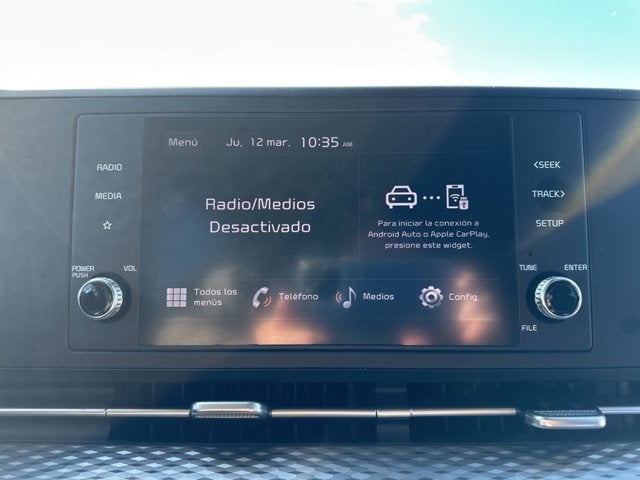 Menú Ju, 12 mar. 10:35 AM
RADIO
MEDIA
POWER PUSH
VOL
Radio/Medios
Desactivado
Para iniciar la conexión a
Android Auto o Apple CarPlay,
presione este widget.
Todos los
menús
Teléfono
Medios
Config.
<SEEK
TRACK>
SETUP
TUNE
ENTER
FILE